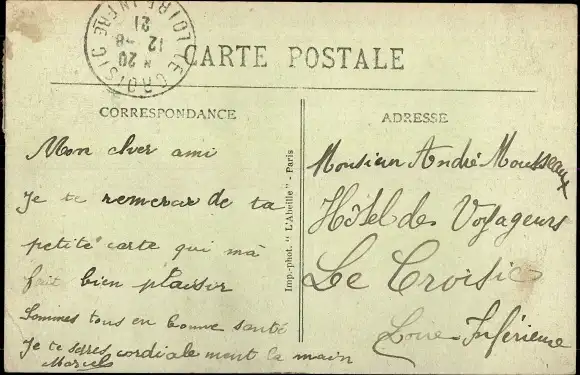 LE CROISIC
LOIRE INFRE
N 20
12-8
21
CARTE POSTALE
CORRESPONDANCE
ADRESSE
Mon cher ami
Je te remercie de ta
petite carte qui m'a
fait bien plaisir
Sommes tous en bonne santé
Je te serres cordialement la main
Marcel
Imp.-phot. "L'Abeille" - Paris
Monsieur André Mousseaux
Hôtel des Voyageurs
Le Croisic
Loire Inférieure